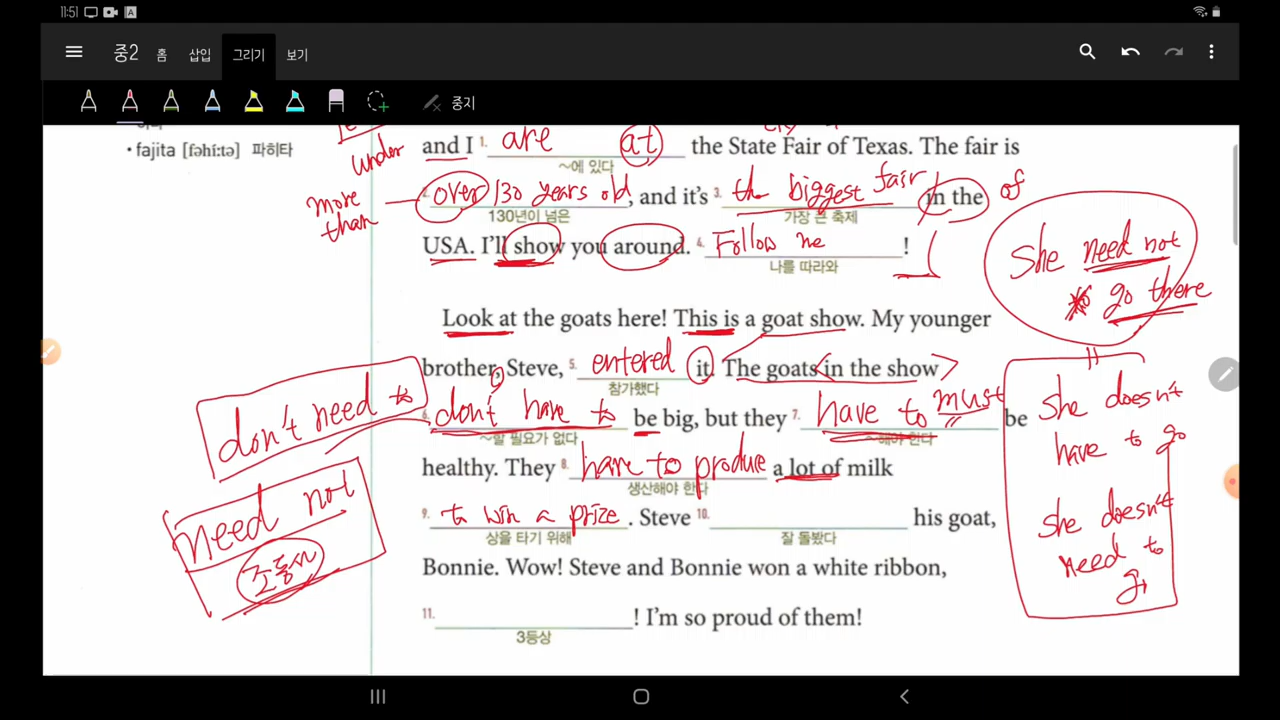 11:51
중2 홈 삽입 그리기 보기
중지
• fajita [fəhíːtə] 파히타
under
and I 1. are at the State Fair of Texas. The fair is
~에 있다
more than
2. over 130 years old, and it's 3. the biggest fair in the of
130년이 넘은 가장 큰 축제
USA. I'll show you around. 4. Follow me !
나를 따라와
She need not
go there
Look at the goats here! This is a goat show. My younger
brother, Steve, 5. entered it. The goats in the show
참가했다
don't need to
6. don't have to be big, but they 7. have to must be
~할 필요가 없다 ~해야 한다
she doesn't
have to go
healthy. They 8. have to produce a lot of milk
생산해야 한다
need not
조동사
9. to win a prize. Steve 10. his goat,
상을 타기 위해 잘 돌봤다
she doesn't
need to
go
Bonnie. Wow! Steve and Bonnie won a white ribbon,
11. ! I'm so proud of them!
3등상